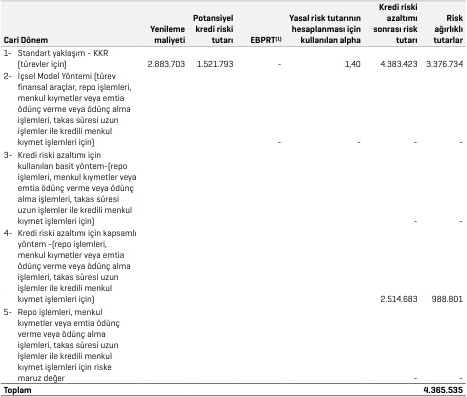 Cari Dönem Yenileme maliyeti Potansiyel kredi riski tutarı EBPRT(1) Yasal risk tutarının hesaplanması için kullanılan alpha Kredi riski azaltımı sonrası risk tutarı Risk ağırlıklı tutarlar
1- Standart yaklaşım - KKR
(türevler için) 2.883.703 1.521.793 - 1,40 4.383.423 3.376.734
2- İçsel Model Yöntemi (türev
finansal araçlar, repo işlemleri,
menkul kıymetler veya emtia
ödünç verme veya ödünç alma
işlemleri, takas süresi uzun
işlemler ile kredili menkul
kıymet işlemleri için) - - - -
3- Kredi riski azaltımı için
kullanılan basit yöntem-(repo
işlemleri, menkul kıymetler veya
emtia ödünç verme veya ödünç
alma işlemleri, takas süresi
uzun işlemler ile kredili menkul
kıymet işlemleri için) - -
4- Kredi riski azaltımı için kapsamlı
yöntem -(repo işlemleri,
menkul kıymetler veya emtia
ödünç verme veya ödünç alma
işlemleri, takas süresi uzun
işlemler ile kredili menkul
kıymet işlemleri için) 2.514.683 988.801
5- Repo işlemleri, menkul
kıymetler veya emtia ödünç
verme veya ödünç alma
işlemleri, takas süresi uzun
işlemler ile kredili menkul
kıymet işlemleri için riske
maruz değer - -
Toplam 4.365.535